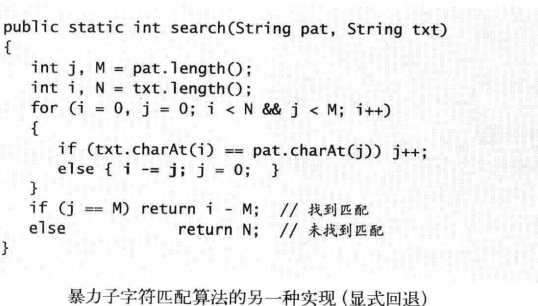 public static int search(String pat, String txt)
{
int j, M = pat.length();
int i, N = txt.length();
for (i = 0, j = 0; i < N && j < M; i++)
{
if (txt.charAt(i) == pat.charAt(j)) j++;
else { i -= j; j = 0; }
}
if (j == M) return i - M; // 找到匹配
else return N; // 未找到匹配
}
暴力子字符匹配算法的另一种实现(显式回退)